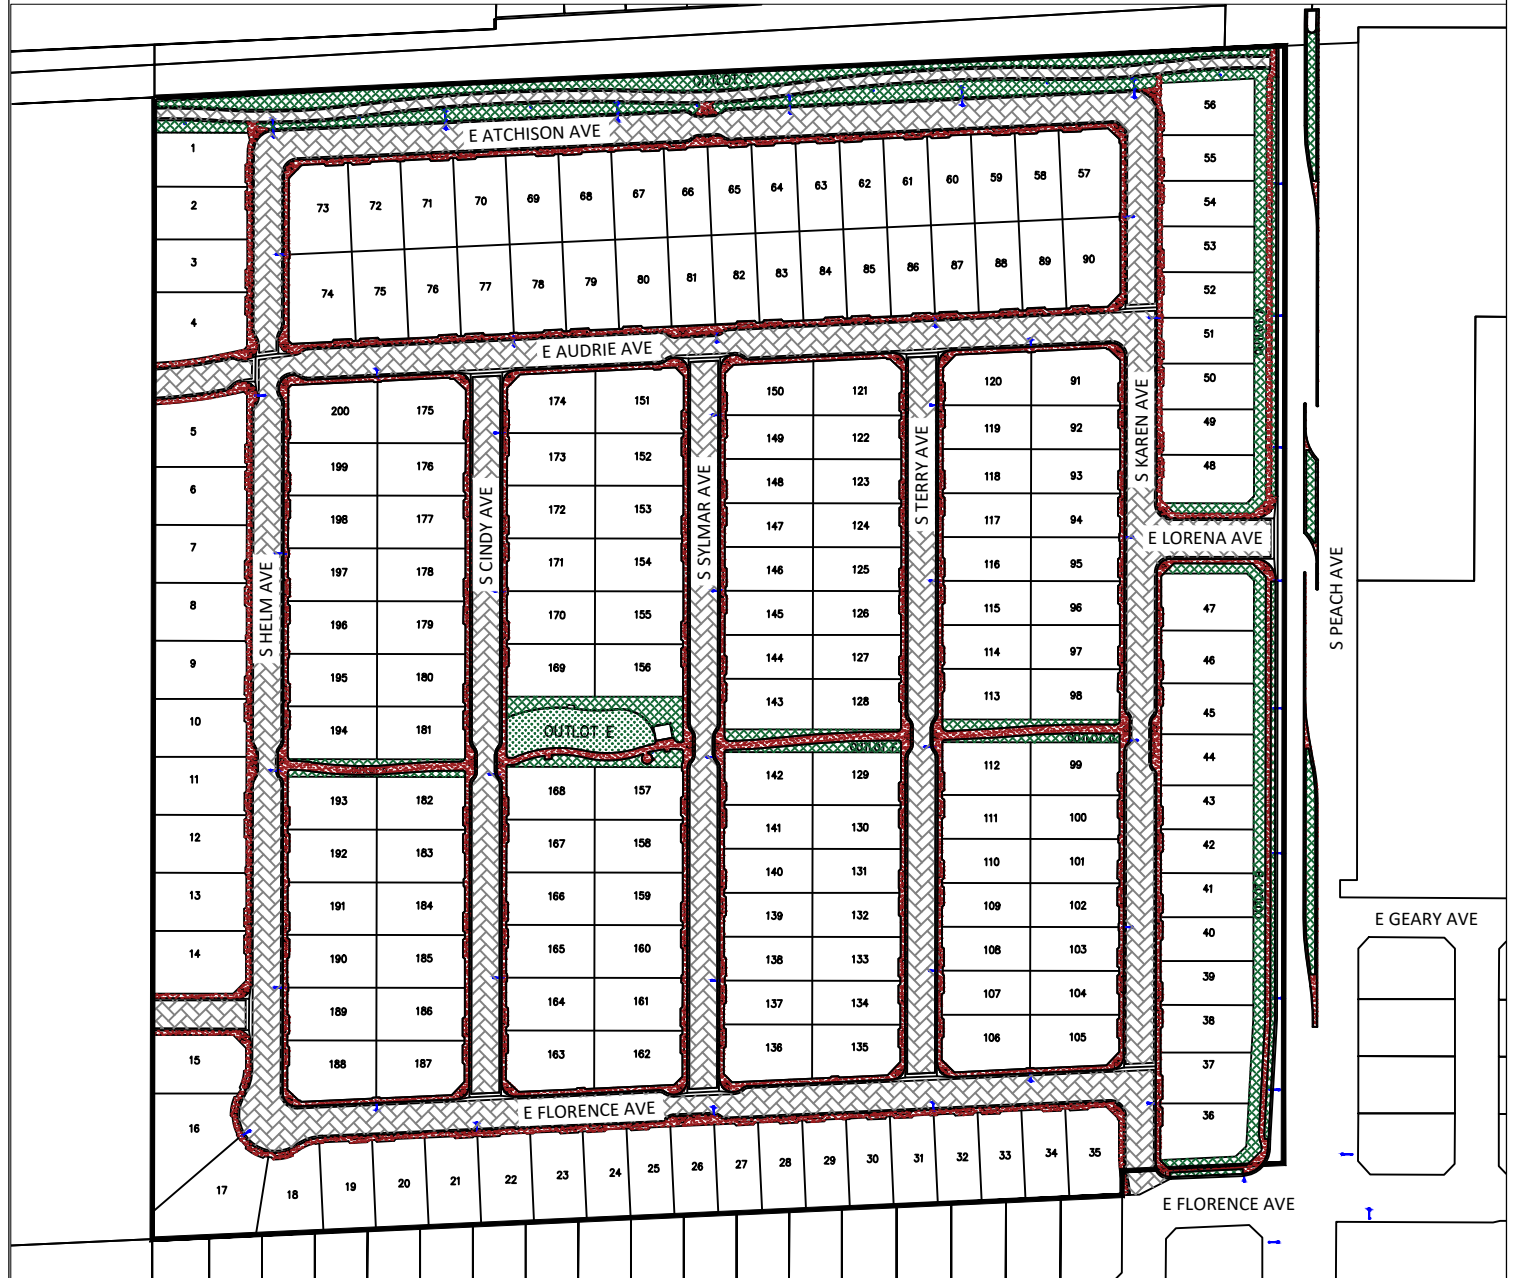 OUTLOT C
E ATCHISON AVE
56
1
55
2
54
73 72 71 70 69 68 67 66 65 64 63 62 61 60 59 58 57
53
3
74 75 76 77 78 79 80 81 82 83 84 85 86 87 88 89 90
52
4
51
E AUDRIE AVE
50
200 175 174 151 150 121 120 91
49
5
199 176 173 152 149 122 119 92
48
6
198 177 172 153 148 123 118 93
147 124 117 94
7
197 178 171 154 146 125 116 95
S HELM AVE
S CINDY AVE
S SYLMAR AVE
S TERRY AVE
S KAREN AVE
E LORENA AVE
S PEACH AVE
8
196 179 170 155 145 126 115 96
47
9
195 180 169 156 144 127 114 97
46
10
194 181
OUTLOT E
143 128 113 98
45
44
11
193 182 168 157 142 129 112 99
43
12
192 183 167 158 141 130 111 100
42
13
191 184 166 159 140 131 110 101
41
139 132 109 102
40
E GEARY AVE
14
190 185 165 160 138 133 108 103
39
189 186 164 161 137 134 107 104
38
15
188 187 163 162 136 135 106 105
37
36
E FLORENCE AVE
16
17 18 19 20 21 22 23 24 25 26 27 28 29 30 31 32 33 34 35
E FLORENCE AVE